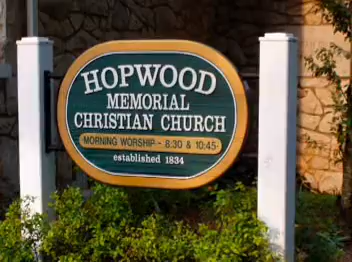 HOPWOOD
MEMORIAL
CHRISTIAN CHURCH
MORNING WORSHIP - 8:30 & 10:45
established 1834